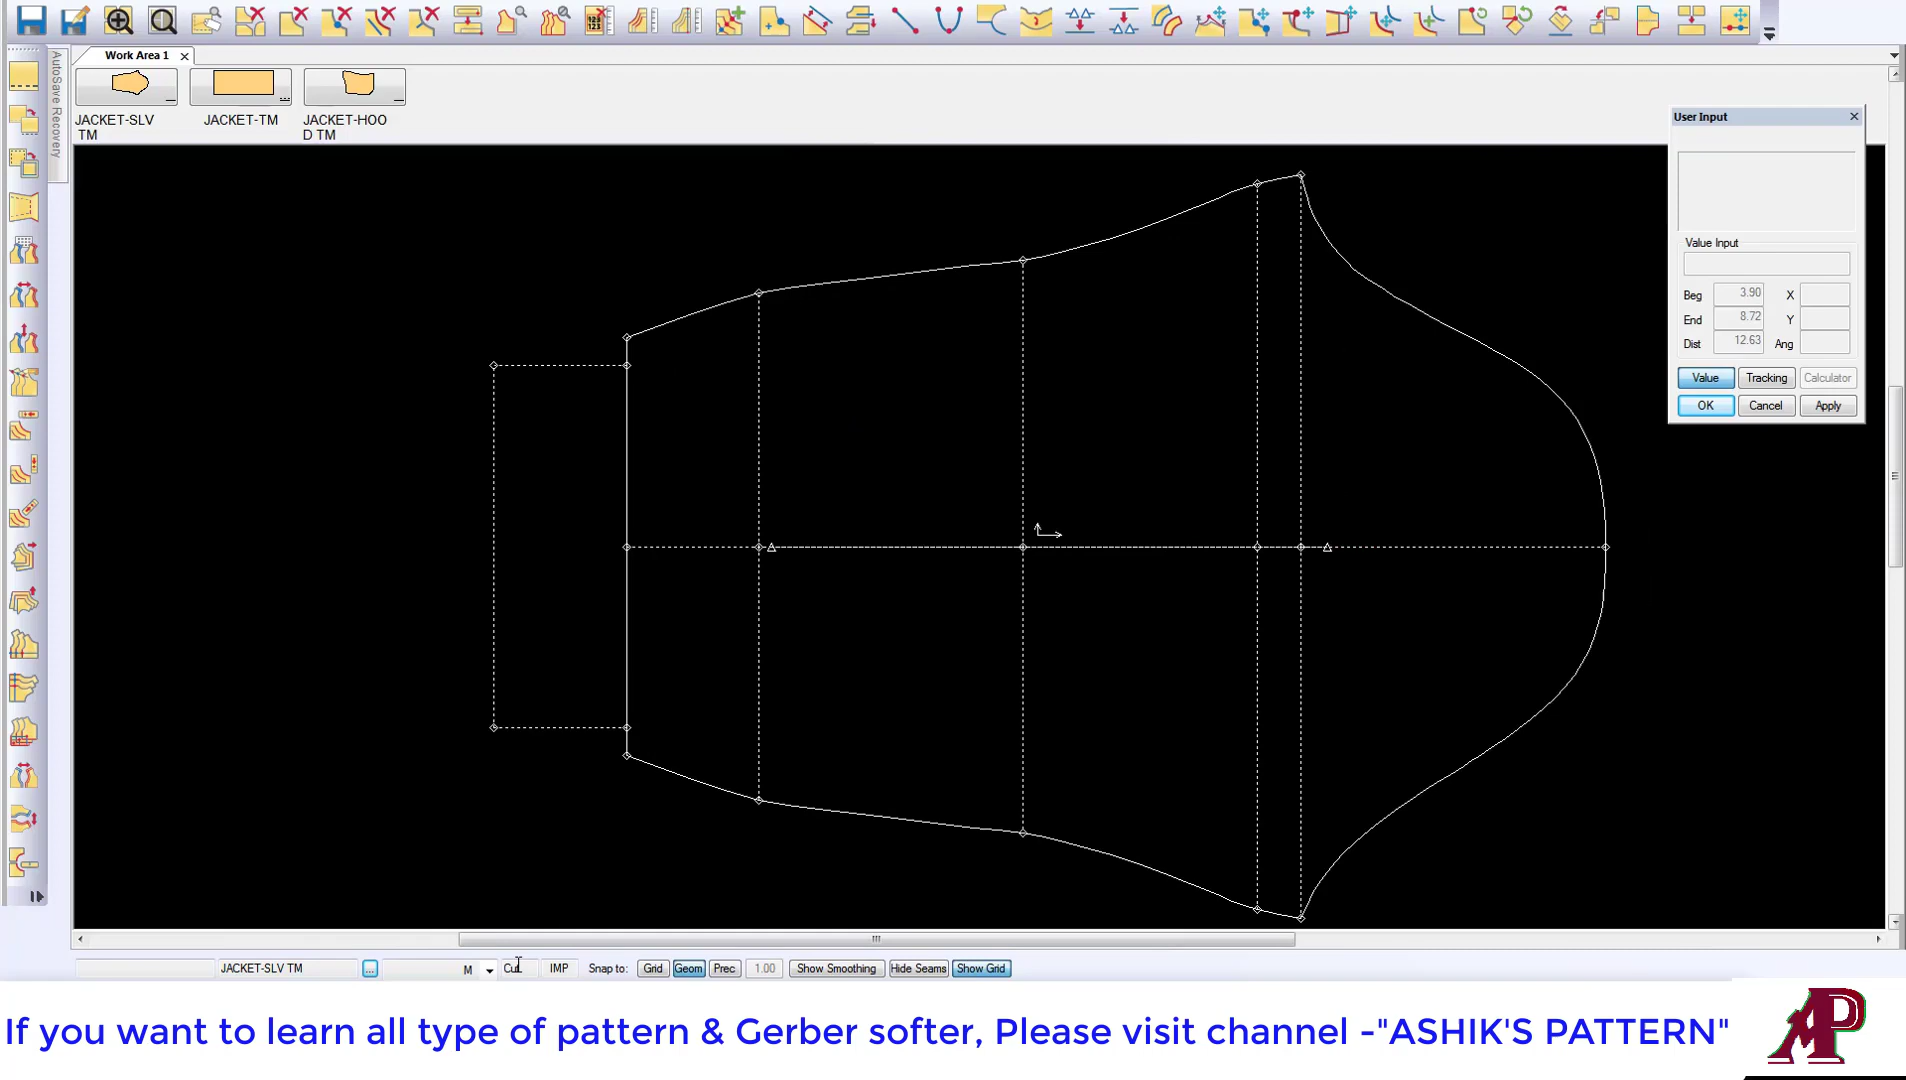 Work Area 1
AutoSave Recovery
JACKET-SLV
TM
JACKET-TM
JACKET-HOO
D TM
User Input
Value Input
Beg 3.90 X
End 8.72 Y
Dist 12.63 Ang
Value Tracking Calculator
OK Cancel Apply
JACKET-SLV TM ... M Cut IMP Snap to: Grid Geom Prec 1.00 Show Smoothing Hide Seams Show Grid
If you want to learn all type of pattern & Gerber softer, Please visit channel -"ASHIK'S PATTERN"
AP